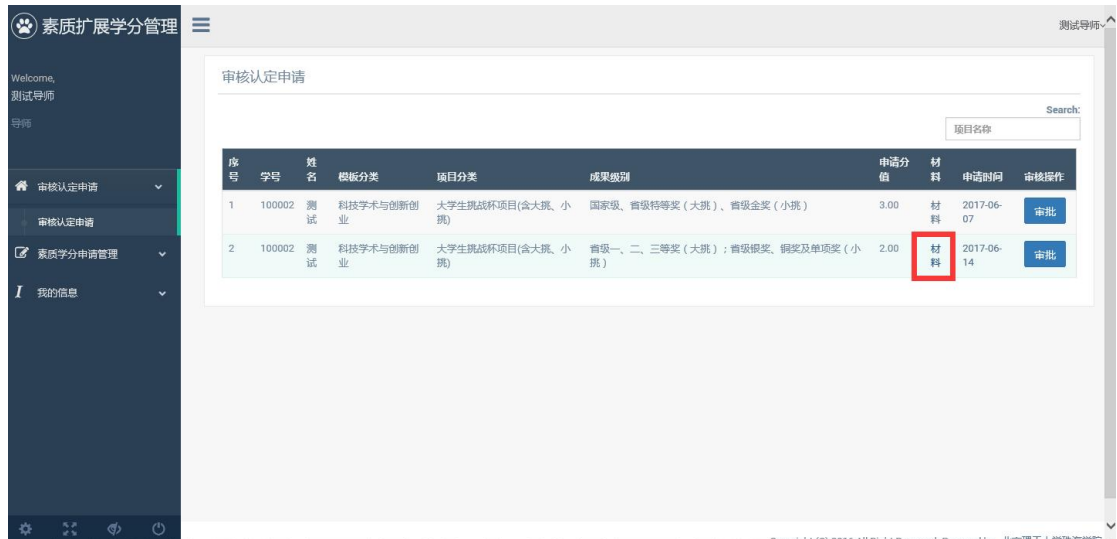 素质扩展学分管理
测试导师
Welcome,
测试导师
导师
审核认定申请
审核认定申请
素质学分申请管理
I 我的信息
审核认定申请
Search:
项目名称
序号 学号 姓名 模板分类 项目分类 成果级别 申请分值 材料 申请时间 审核操作
1 100002 测试 科技学术与创新创业 大学生挑战杯项目(含大挑、小挑) 国家级、省级特等奖（大挑）、省级金奖（小挑） 3.00 材料 2017-06-07 审批
2 100002 测试 科技学术与创新创业 大学生挑战杯项目(含大挑、小挑) 省级一、二、三等奖（大挑）；省级银奖、铜奖及单项奖（小挑） 2.00 材料 2017-06-14 审批